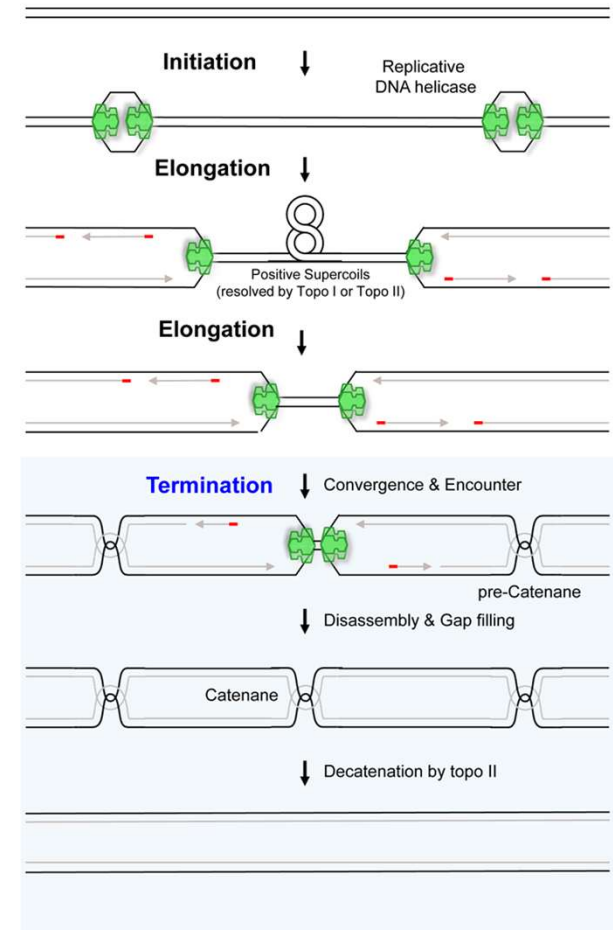 Initiation
Replicative
DNA helicase
Elongation
Positive Supercoils
(resolved by Topo I or Topo II)
Elongation
Termination
Convergence & Encounter
pre-Catenane
Disassembly & Gap filling
Catenane
Decatenation by topo II